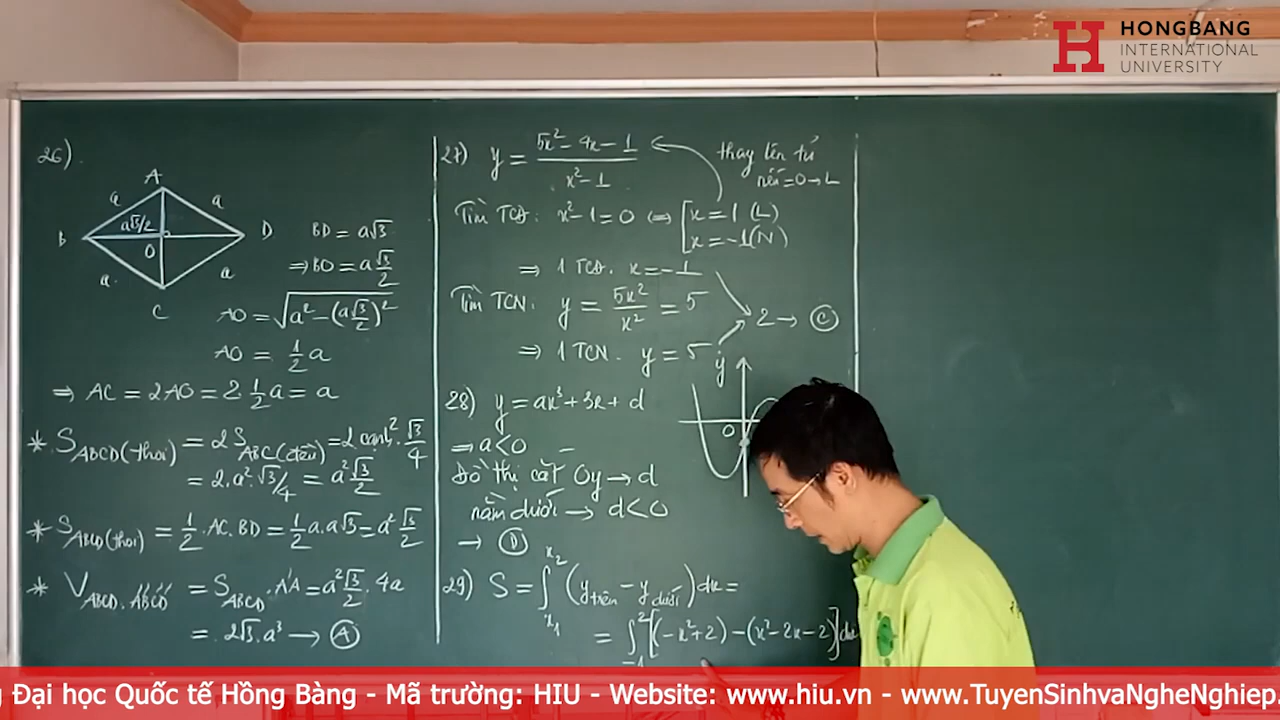 HONGBANG
INTERNATIONAL
UNIVERSITY
26)
A
a a
a√3/2
B D
O
a a
C
BD = a√3
⇒ BO = a√3/2
AO = √(a² − (a√3/2)²)
AO = 1/2 a
⇒ AC = 2AO = 2 1/2 a = a
* S ABCD(thoi) = 2 S ABC(đều) = 2 cạnh². √3/4
= 2.a².√3/4 = a²√3/2
* S ABCD(thoi) = 1/2 .AC.BD = 1/2 a.a√3 = a² √3/2
* V ABCD.A'B'C'D' = S ABCD .A'A = a²√3/2 . 4a
= 2√3.a³ → Ⓐ
27) y = (5x² − 4x − 1)/(x² − 1)
thay lên tử
nếu = 0 → L
Tìm TCĐ: x² − 1 = 0 ⇔ [x = 1 (L)
x = −1 (N)
⇒ 1 TCĐ. x = −1
Tìm TCN: y = 5x²/x² = 5
2 → Ⓒ
⇒ 1 TCN. y = 5
y
28) y = ax³ + 3x + d
O
⇒ a < 0
Đồ thị cắt Oy → d
nằm dưới → d < 0
→ Ⓓ
29) S = ∫ x₁ x₂ (y trên − y dưới) dx =
= ∫ −1 2 [(−x² + 2) − (x² − 2x − 2)] dx
Đại học Quốc tế Hồng Bàng - Mã trường: HIU - Website: www.hiu.vn - www.TuyenSinhvaNgheNghiep.